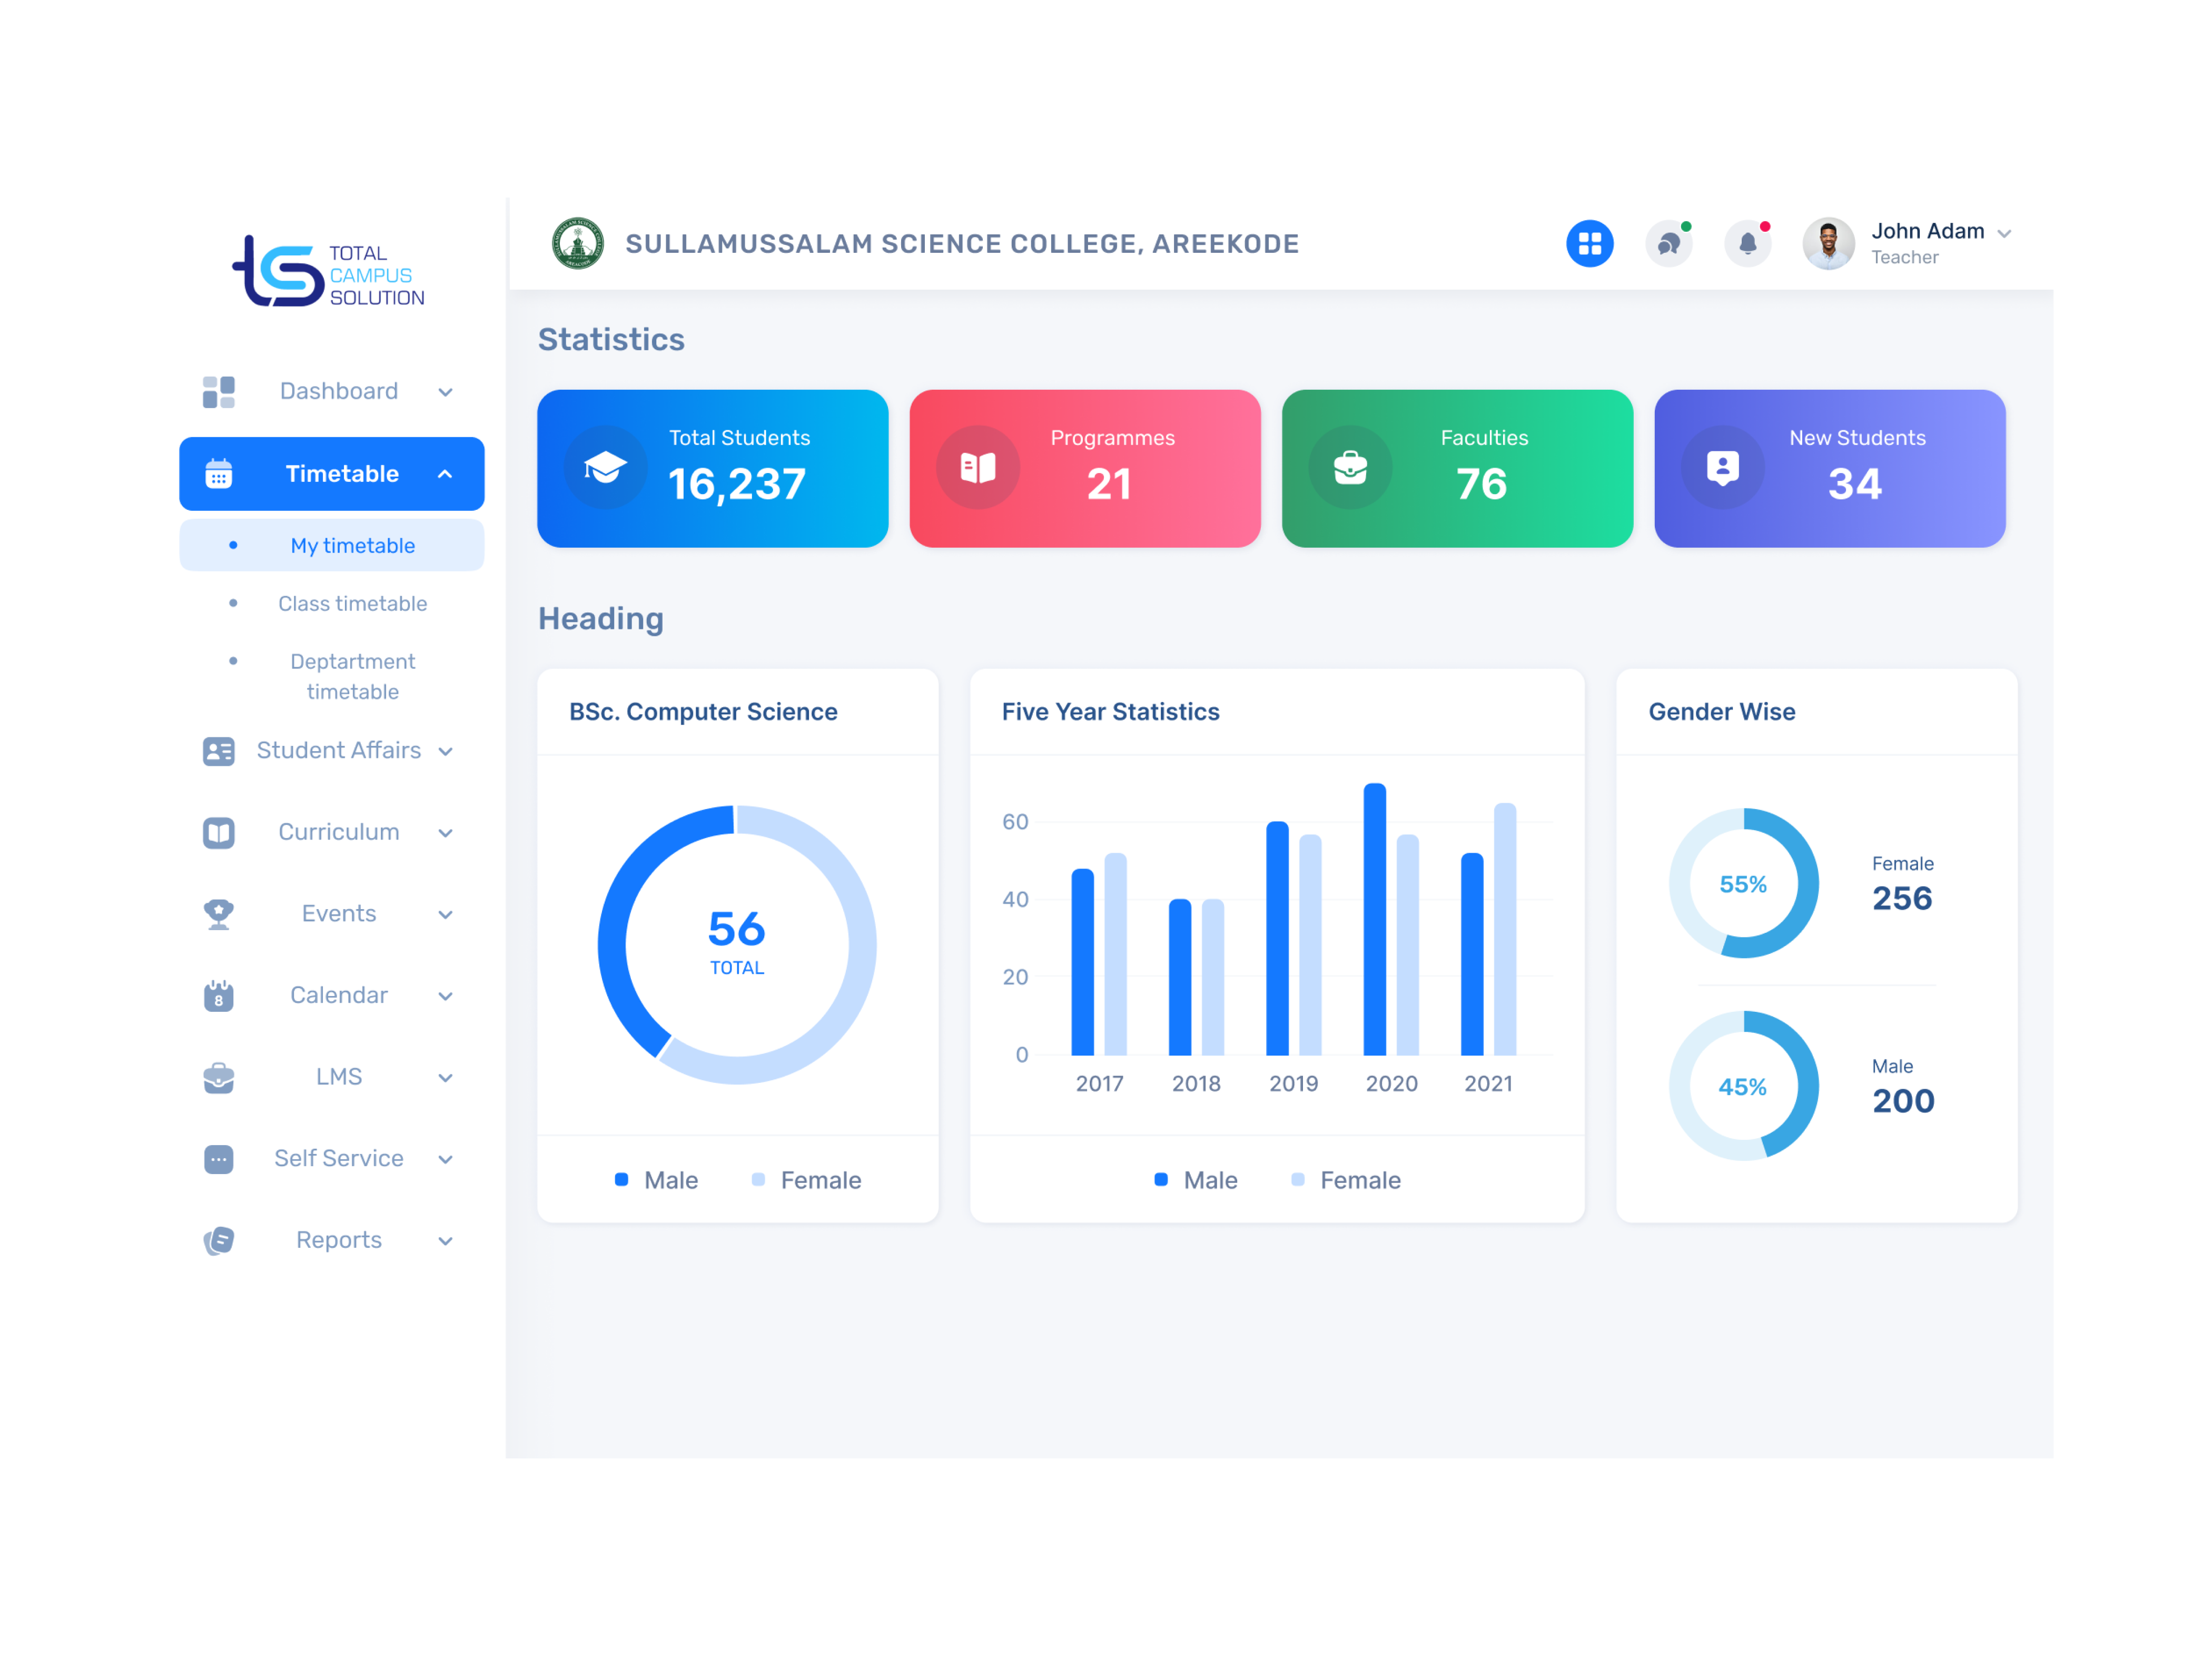 TOTAL
CAMPUS
SOLUTION
Dashboard
Timetable
My timetable
Class timetable
Deptartment
timetable
Student Affairs
Curriculum
Events
8
Calendar
LMS
Self Service
Reports
SULLAMUSSALAM SCIENCE COLLEGE, AREEKODE
John Adam
Teacher
Statistics
Total Students
16,237
Programmes
21
Faculties
76
New Students
34
Heading
BSc. Computer Science
56
TOTAL
Male Female
Five Year Statistics
60
40
20
0
2017 2018 2019 2020 2021
Male Female
Gender Wise
55%
Female
256
45%
Male
200